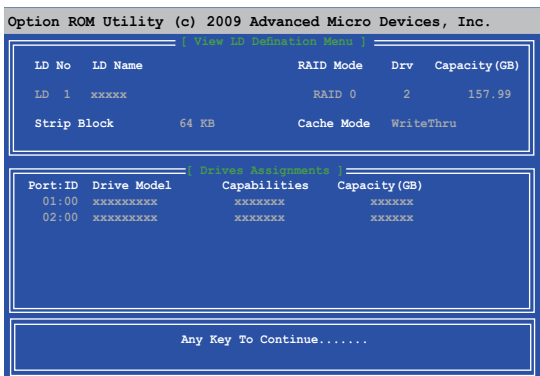 Option ROM Utility (c) 2009 Advanced Micro Devices, Inc.
[ View LD Defination Menu ]
LD No LD Name RAID Mode Drv Capacity(GB)
LD 1 xxxxx RAID 0 2 157.99
Strip Block 64 KB Cache Mode WriteThru
[ Drives Assignments ]
Port:ID Drive Model Capabilities Capacity(GB)
01:00 xxxxxxxxx xxxxxxx xxxxxx
02:00 xxxxxxxxx xxxxxxx xxxxxx
Any Key To Continue.......